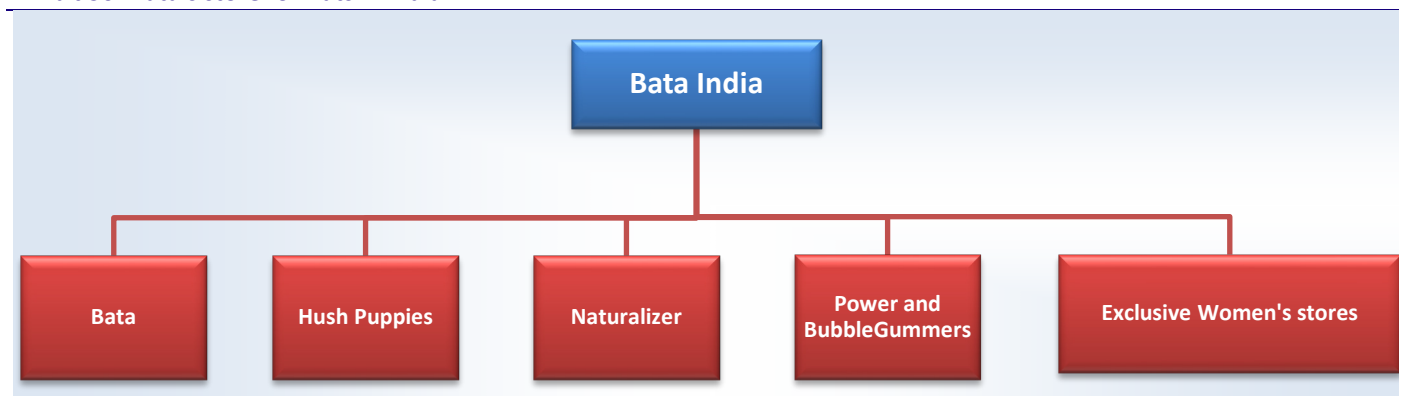 Bata India
Bata
Hush Puppies
Naturalizer
Power and
BubbleGummers
Exclusive Women's stores